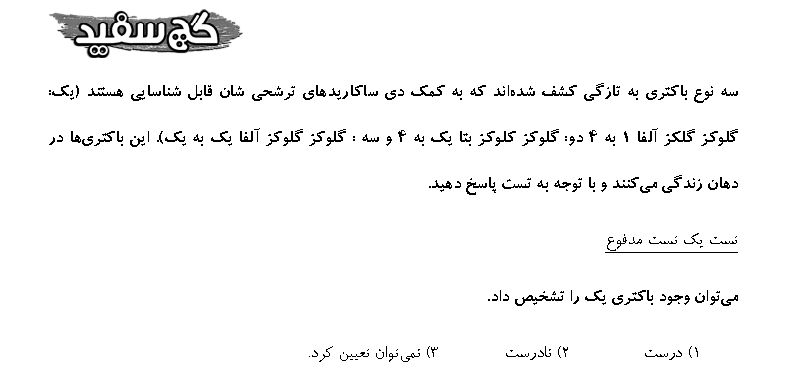 گچ سفید
سه نوع باکتری به تازگی کشف شده‌اند که به کمک دی ساکاریدهای ترشحی شان قابل شناسایی هستند (یک:
گلوکز گلکز آلفا ۱ به ۴ دو: گلوکز کلوکز بتا یک به ۴ و سه : گلوکز گلوکز آلفا یک به یک). این باکتری‌ها در
دهان زندگی می‌کنند و با توجه به تست پاسخ دهید.
تست یک تست مدفوع
می‌توان وجود باکتری یک را تشخیص داد.
۱) درست ۲) نادرست ۳) نمی‌توان تعیین کرد.